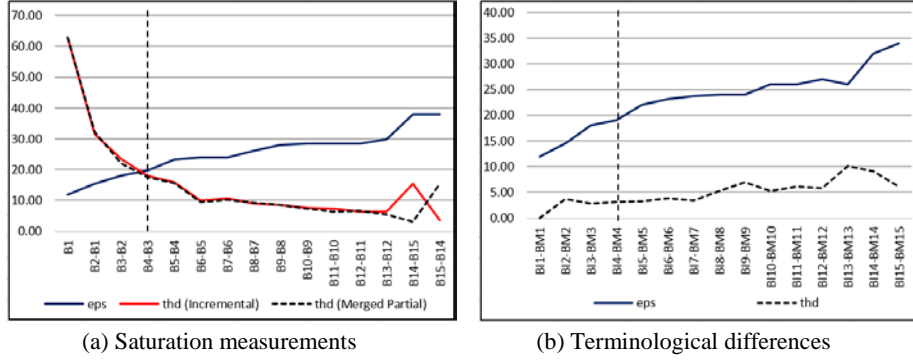 70.00
60.00
50.00
40.00
30.00
20.00
10.00
0.00
B1
B2-B1
B3-B2
B4-B3
B5-B4
B6-B5
B7-B6
B8-B7
B9-B8
B10-B9
B11-B10
B12-B11
B13-B12
B14-B15
B15-B14
eps thd (Incremental) thd (Merged Partial)
(a) Saturation measurements
40.00
35.00
30.00
25.00
20.00
15.00
10.00
5.00
0.00
BI1-BM1
BI2-BM2
BI3-BM3
BI4-BM4
BI5-BM5
BI6-BM6
BI7-BM7
BM8-BM8
BI9-BM9
BI10-BM10
BI11-BM11
BI12-BM12
BI13-BM13
BI14-BM14
BI15-BM15
eps thd
(b) Terminological differences